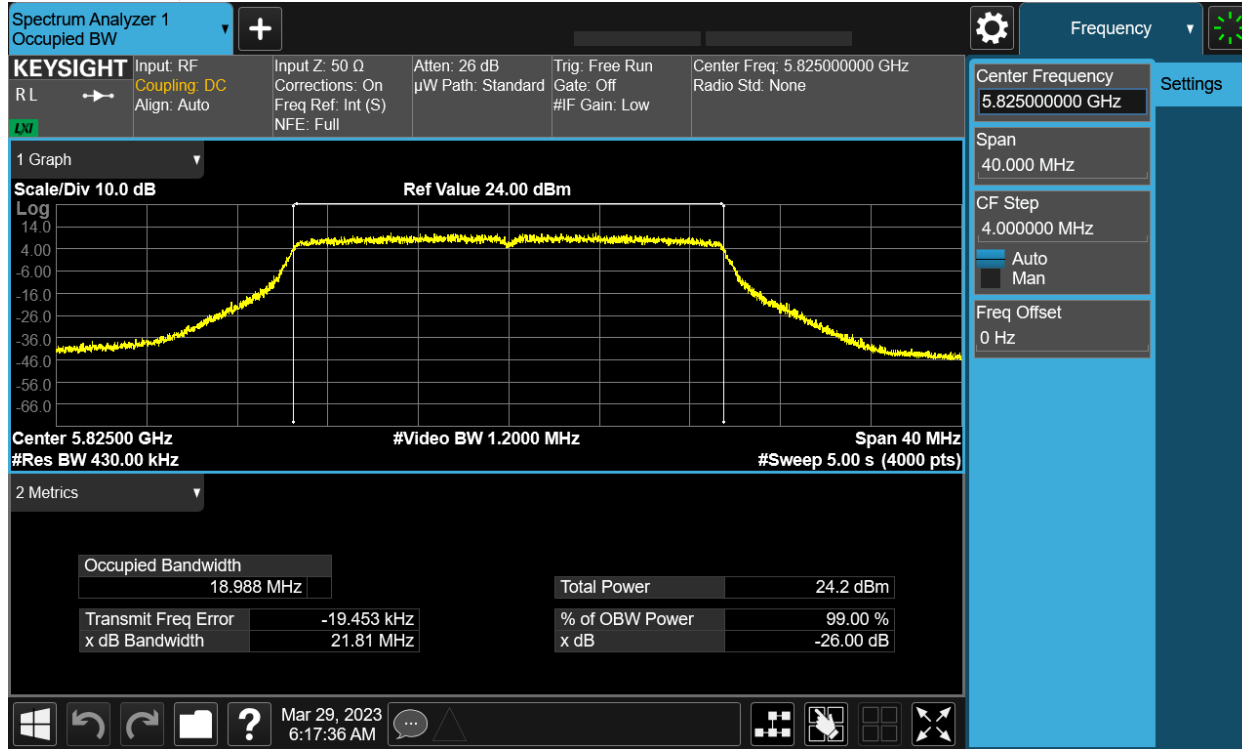 Spectrum Analyzer 1
Occupied BW
+
Frequency
KEYSIGHT
RL
LXI
Input: RF
Coupling: DC
Align: Auto
Input Z: 50 Ω
Corrections: On
Freq Ref: Int (S)
NFE: Full
Atten: 26 dB
µW Path: Standard
Trig: Free Run
Gate: Off
#IF Gain: Low
Center Freq: 5.825000000 GHz
Radio Std: None
Center Frequency
5.825000000 GHz
Settings
Span
40.000 MHz
CF Step
4.000000 MHz
Auto
Man
Freq Offset
0 Hz
1 Graph
Scale/Div 10.0 dB
Ref Value 24.00 dBm
Log
14.0
4.00
-6.00
-16.0
-26.0
-36.0
-46.0
-56.0
-66.0
Center 5.82500 GHz
#Video BW 1.2000 MHz
Span 40 MHz
#Res BW 430.00 kHz
#Sweep 5.00 s (4000 pts)
2 Metrics
Occupied Bandwidth
18.988 MHz
Total Power 24.2 dBm
Transmit Freq Error -19.453 kHz
% of OBW Power 99.00 %
x dB Bandwidth 21.81 MHz
x dB -26.00 dB
?
Mar 29, 2023
6:17:36 AM